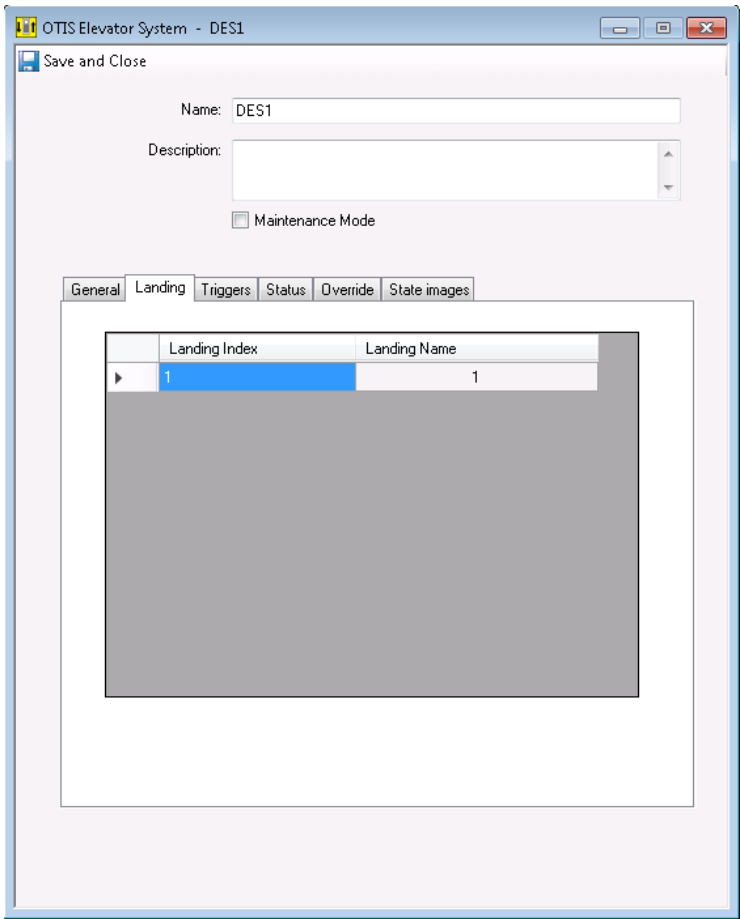 OTIS Elevator System - DES1
Save and Close
Name: DES1
Description:
Maintenance Mode
General Landing Triggers Status Override State images
Landing Index Landing Name
1 1